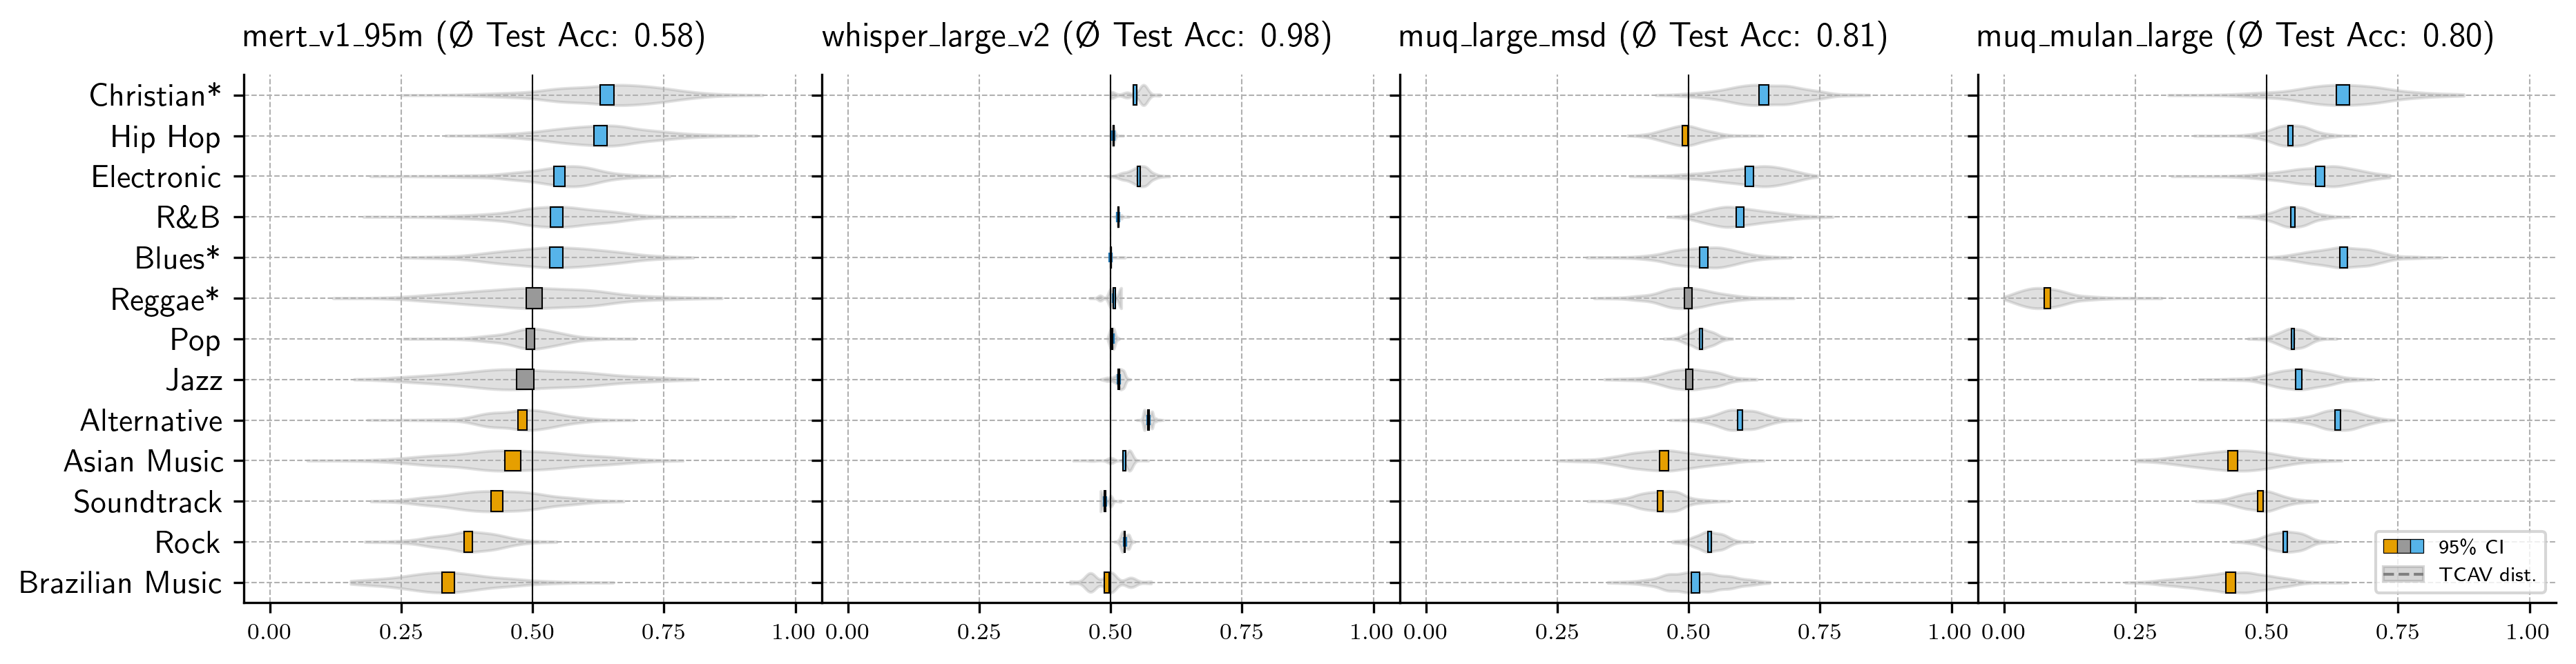 mert_v1_95m (Ø Test Acc: 0.58)
whisper_large_v2 (Ø Test Acc: 0.98)
muq_large_msd (Ø Test Acc: 0.81)
muq_mulan_large (Ø Test Acc: 0.80)
Christian*
Hip Hop
Electronic
R&B
Blues*
Reggae*
Pop
Jazz
Alternative
Asian Music
Soundtrack
Rock
Brazilian Music
95% CI
TCAV dist.
0.00 0.25 0.50 0.75 1.00
0.00 0.25 0.50 0.75 1.00
0.00 0.25 0.50 0.75 1.00
0.00 0.25 0.50 0.75 1.00